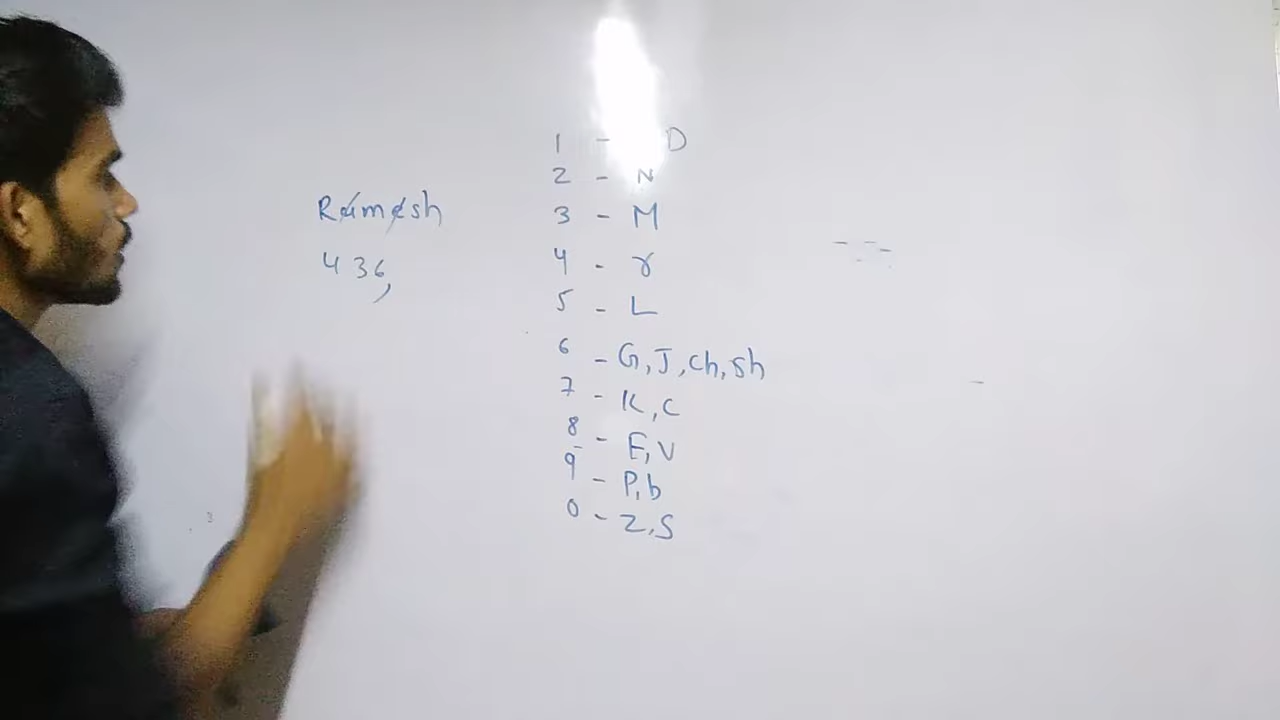 Ramesh
436,
1 - D
2 - N
3 - M
4 - r
5 - L
6 - G, J, ch, sh
7 - K, C
8 - F, V
9 - P, b
0 - Z, S